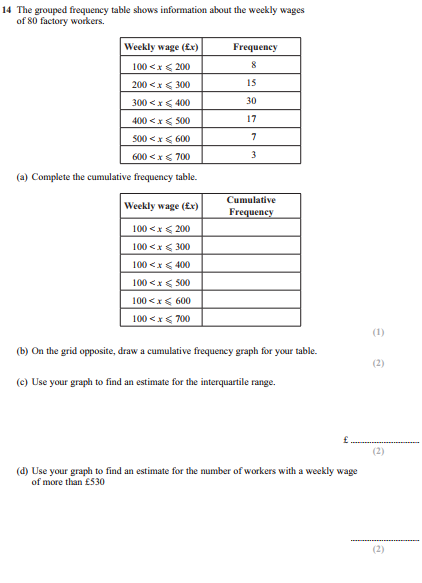 14 The grouped frequency table shows information about the weekly wages
of 80 factory workers.
Weekly wage (£x) Frequency
100 < x ⩽ 200 8
200 < x ⩽ 300 15
300 < x ⩽ 400 30
400 < x ⩽ 500 17
500 < x ⩽ 600 7
600 < x ⩽ 700 3
(a) Complete the cumulative frequency table.
Weekly wage (£x) Cumulative
Frequency
100 < x ⩽ 200
100 < x ⩽ 300
100 < x ⩽ 400
100 < x ⩽ 500
100 < x ⩽ 600
100 < x ⩽ 700
(1)
(b) On the grid opposite, draw a cumulative frequency graph for your table.
(2)
(c) Use your graph to find an estimate for the interquartile range.
£ ........................
(2)
(d) Use your graph to find an estimate for the number of workers with a weekly wage
of more than £530
........................
(2)